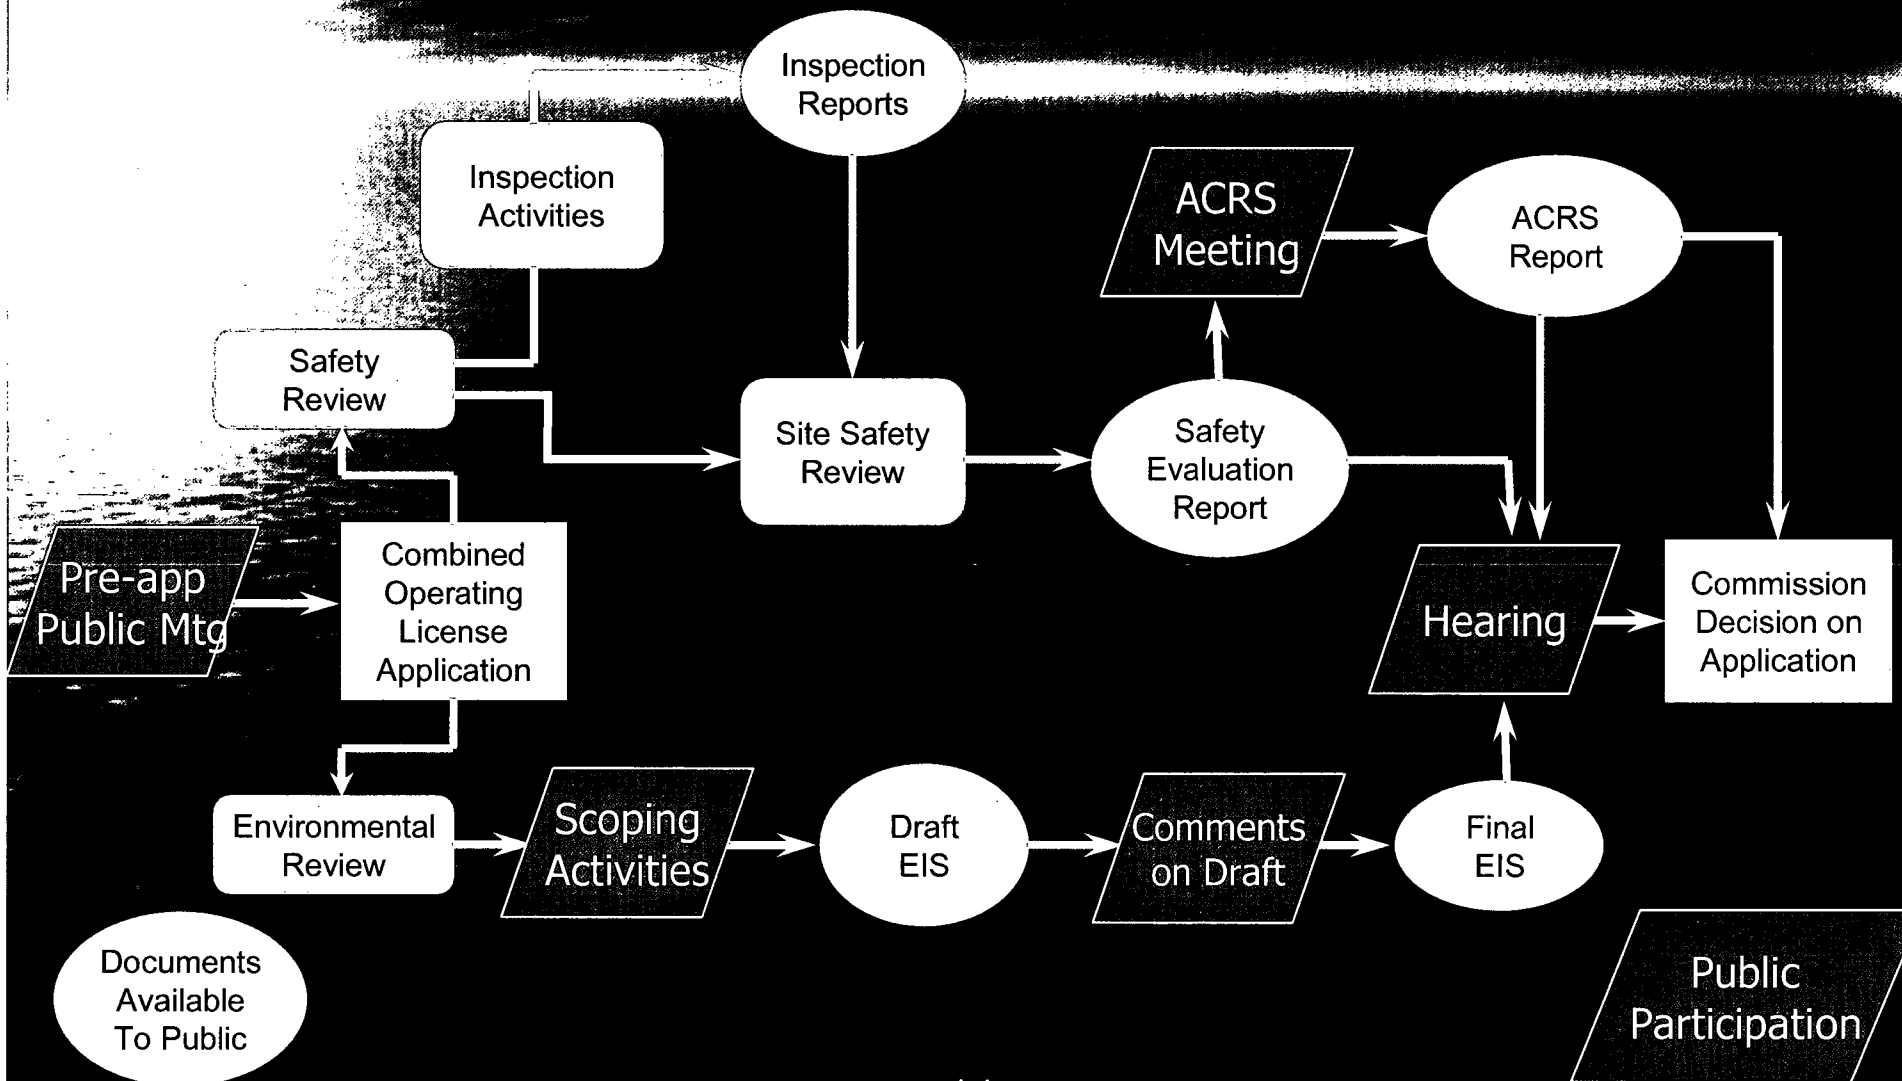 Inspection
Reports
Inspection
Activities
ACRS
Meeting
ACRS
Report
Safety
Review
Site Safety
Review
Safety
Evaluation
Report
Pre-app
Public Mtg
Combined
Operating
License
Application
Hearing
Commission
Decision on
Application
Environmental
Review
Scoping
Activities
Draft
EIS
Comments
on Draft
Final
EIS
Documents
Available
To Public
Public
Participation